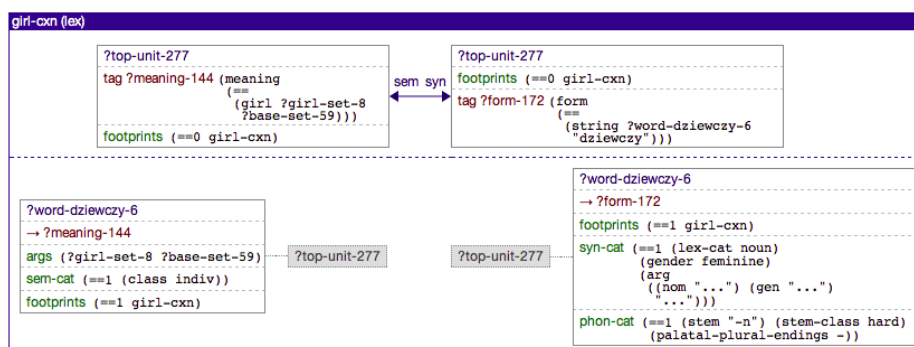 girl-cxn (lex)
?top-unit-277
tag ?meaning-144 (meaning
(==
(girl ?girl-set-8
?base-set-59)))
footprints (==0 girl-cxn)
sem syn
?top-unit-277
footprints (==0 girl-cxn)
tag ?form-172 (form
(==
(string ?word-dziewczy-6
"dziewczy")))
?word-dziewczy-6
→ ?meaning-144
args (?girl-set-8 ?base-set-59)
sem-cat (==1 (class indiv))
footprints (==1 girl-cxn)
?top-unit-277
?top-unit-277
?word-dziewczy-6
→ ?form-172
footprints (==1 girl-cxn)
syn-cat (==1 (lex-cat noun)
(gender feminine)
(arg
((nom "...") (gen "...")
"...")))
phon-cat (==1 (stem "-n") (stem-class hard)
(palatal-plural-endings -))